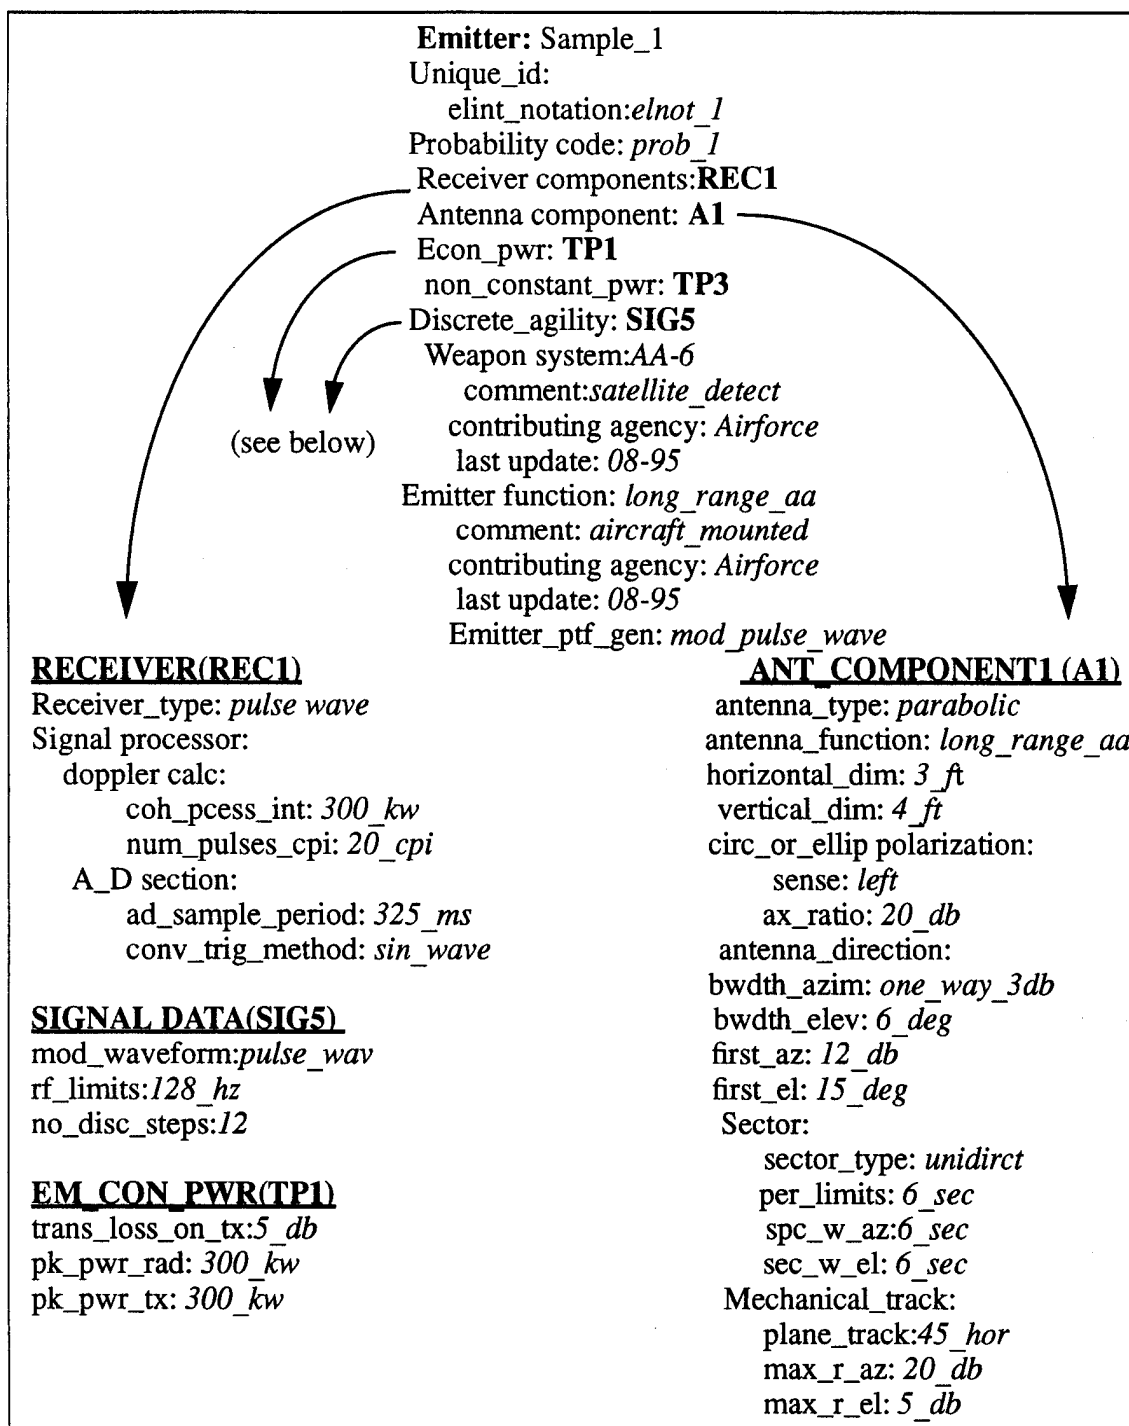 Emitter: Sample_1
Unique_id:
elint_notation:elnot_1
Probability code: prob_1
Receiver components:REC1
Antenna component: A1
Econ_pwr: TP1
non_constant_pwr: TP3
Discrete_agility: SIG5
Weapon system:AA-6
comment:satellite_detect
contributing agency: Airforce
last update: 08-95
(see below)
Emitter function: long_range_aa
comment: aircraft_mounted
contributing agency: Airforce
last update: 08-95
Emitter_ptf_gen: mod_pulse_wave
RECEIVER(REC1)
Receiver_type: pulse wave
Signal processor:
doppler calc:
coh_pcess_int: 300_kw
num_pulses_cpi: 20_cpi
A_D section:
ad_sample_period: 325_ms
conv_trig_method: sin_wave
SIGNAL DATA(SIG5)
mod_waveform:pulse_wav
rf_limits:128_hz
no_disc_steps:12
EM_CON_PWR(TP1)
trans_loss_on_tx:5_db
pk_pwr_rad: 300_kw
pk_pwr_tx: 300_kw
ANT_COMPONENT1 (A1)
antenna_type: parabolic
antenna_function: long_range_aa
horizontal_dim: 3_ft
vertical_dim: 4_ft
circ_or_ellip polarization:
sense: left
ax_ratio: 20_db
antenna_direction:
bwdth_azim: one_way_3db
bwdth_elev: 6_deg
first_az: 12_db
first_el: 15_deg
Sector:
sector_type: unidirct
per_limits: 6_sec
spc_w_az:6_sec
sec_w_el: 6_sec
Mechanical_track:
plane_track:45_hor
max_r_az: 20_db
max_r_el: 5_db